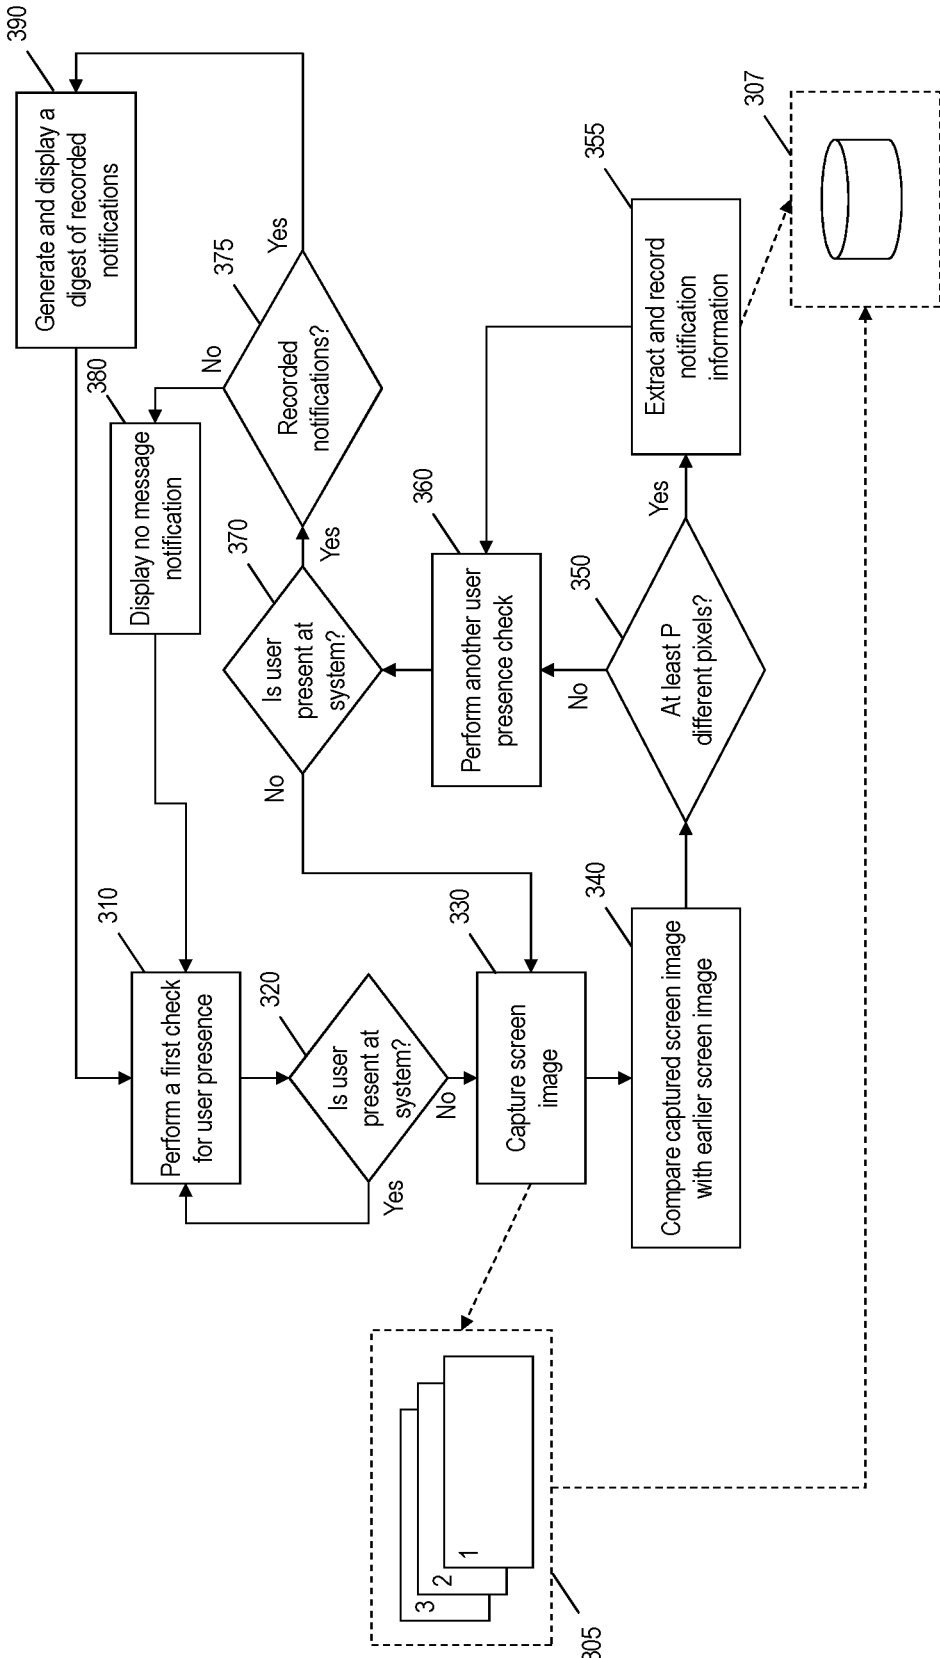 310
Perform a first check
for user presence
320
Is user
present at
system?
Yes
No
330
Capture screen
image
3
2
1
340
Compare captured screen image
with earlier screen image
350
At least P
different pixels?
Yes
No
355
Extract and record
notification
information
307
360
Perform another user
presence check
370
Is user
present at
system?
No
Yes
375
Recorded
notifications?
No
Yes
380
Display no message
notification
390
Generate and display a
digest of recorded
notifications